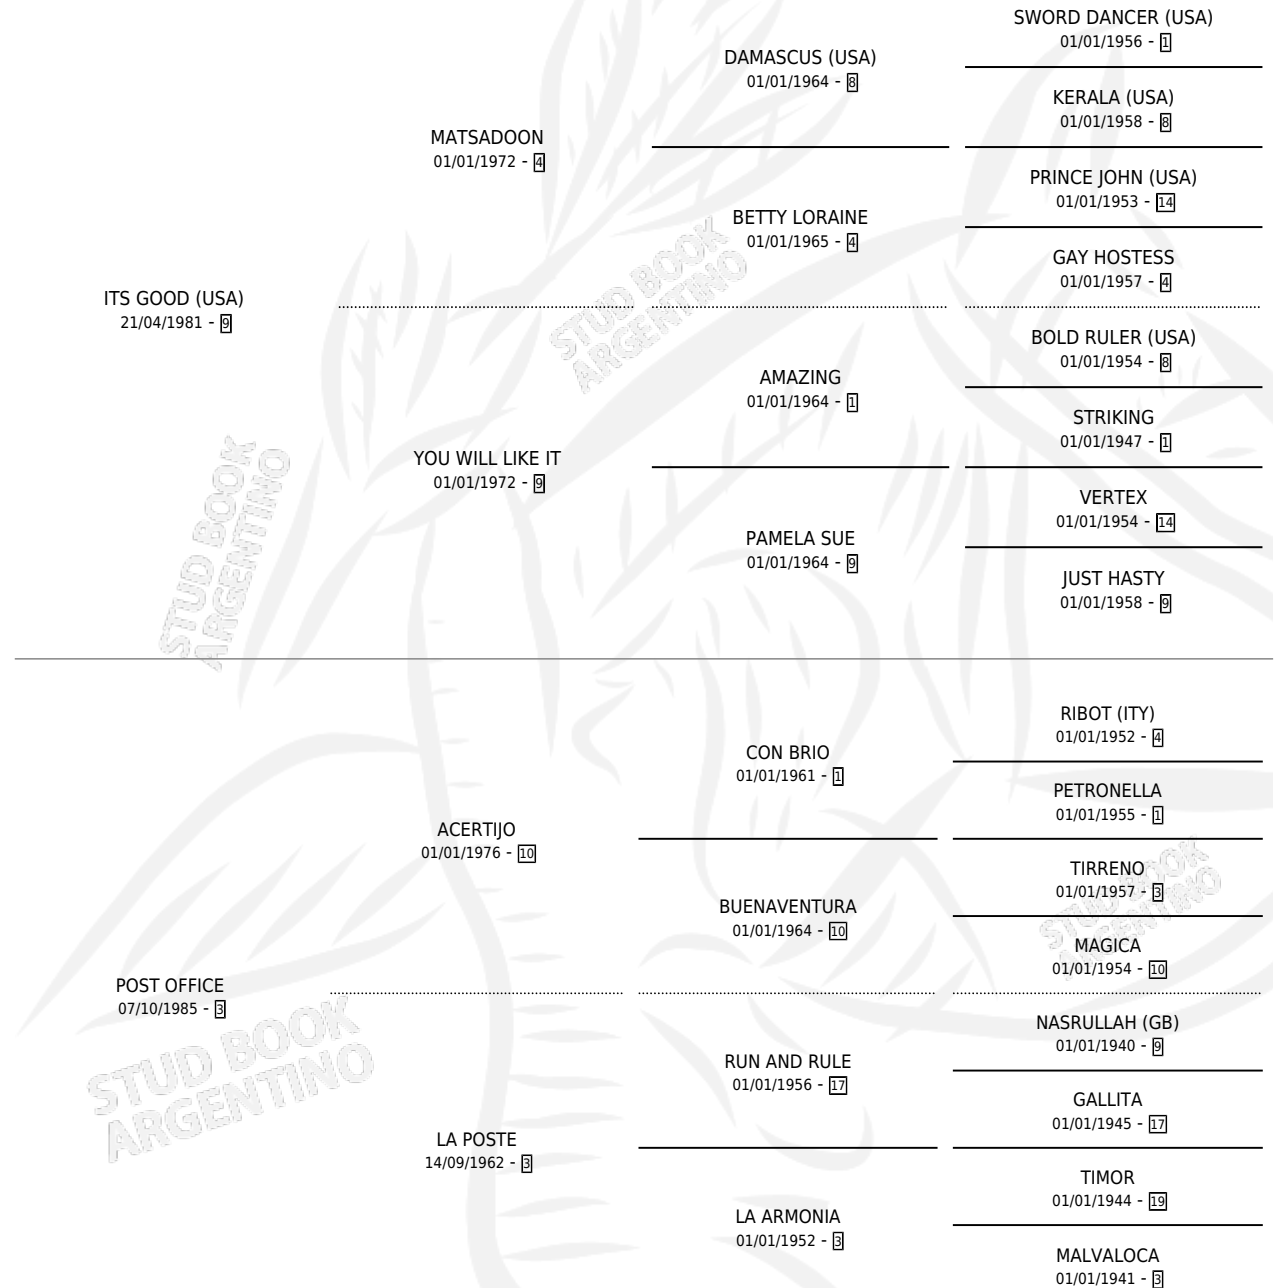 SWORD DANCER (USA)
01/01/1956 - 1
DAMASCUS (USA)
01/01/1964 - 8
KERALA (USA)
01/01/1958 - 8
MATSADOON
01/01/1972 - 4
PRINCE JOHN (USA)
01/01/1953 - 14
BETTY LORAINE
01/01/1965 - 4
GAY HOSTESS
01/01/1957 - 4
ITS GOOD (USA)
21/04/1981 - 9
BOLD RULER (USA)
01/01/1954 - 8
AMAZING
01/01/1964 - 1
STRIKING
01/01/1947 - 1
YOU WILL LIKE IT
01/01/1972 - 9
VERTEX
01/01/1954 - 14
PAMELA SUE
01/01/1964 - 9
JUST HASTY
01/01/1958 - 9
RIBOT (ITY)
01/01/1952 - 4
CON BRIO
01/01/1961 - 1
PETRONELLA
01/01/1955 - 1
ACERTIJO
01/01/1976 - 10
TIRRENO
01/01/1957 - 3
BUENAVENTURA
01/01/1964 - 10
MAGICA
01/01/1954 - 10
POST OFFICE
07/10/1985 - 3
NASRULLAH (GB)
01/01/1940 - 9
RUN AND RULE
01/01/1956 - 17
GALLITA
01/01/1945 - 17
LA POSTE
14/09/1962 - 3
TIMOR
01/01/1944 - 19
LA ARMONIA
01/01/1952 - 3
MALVALOCA
01/01/1941 - 3
STUD BOOK
ARGENTINO
STUD BOOK
ARGENTINO
STUD BOOK
ARGENTINO
STUD BOOK
ARGENTINO